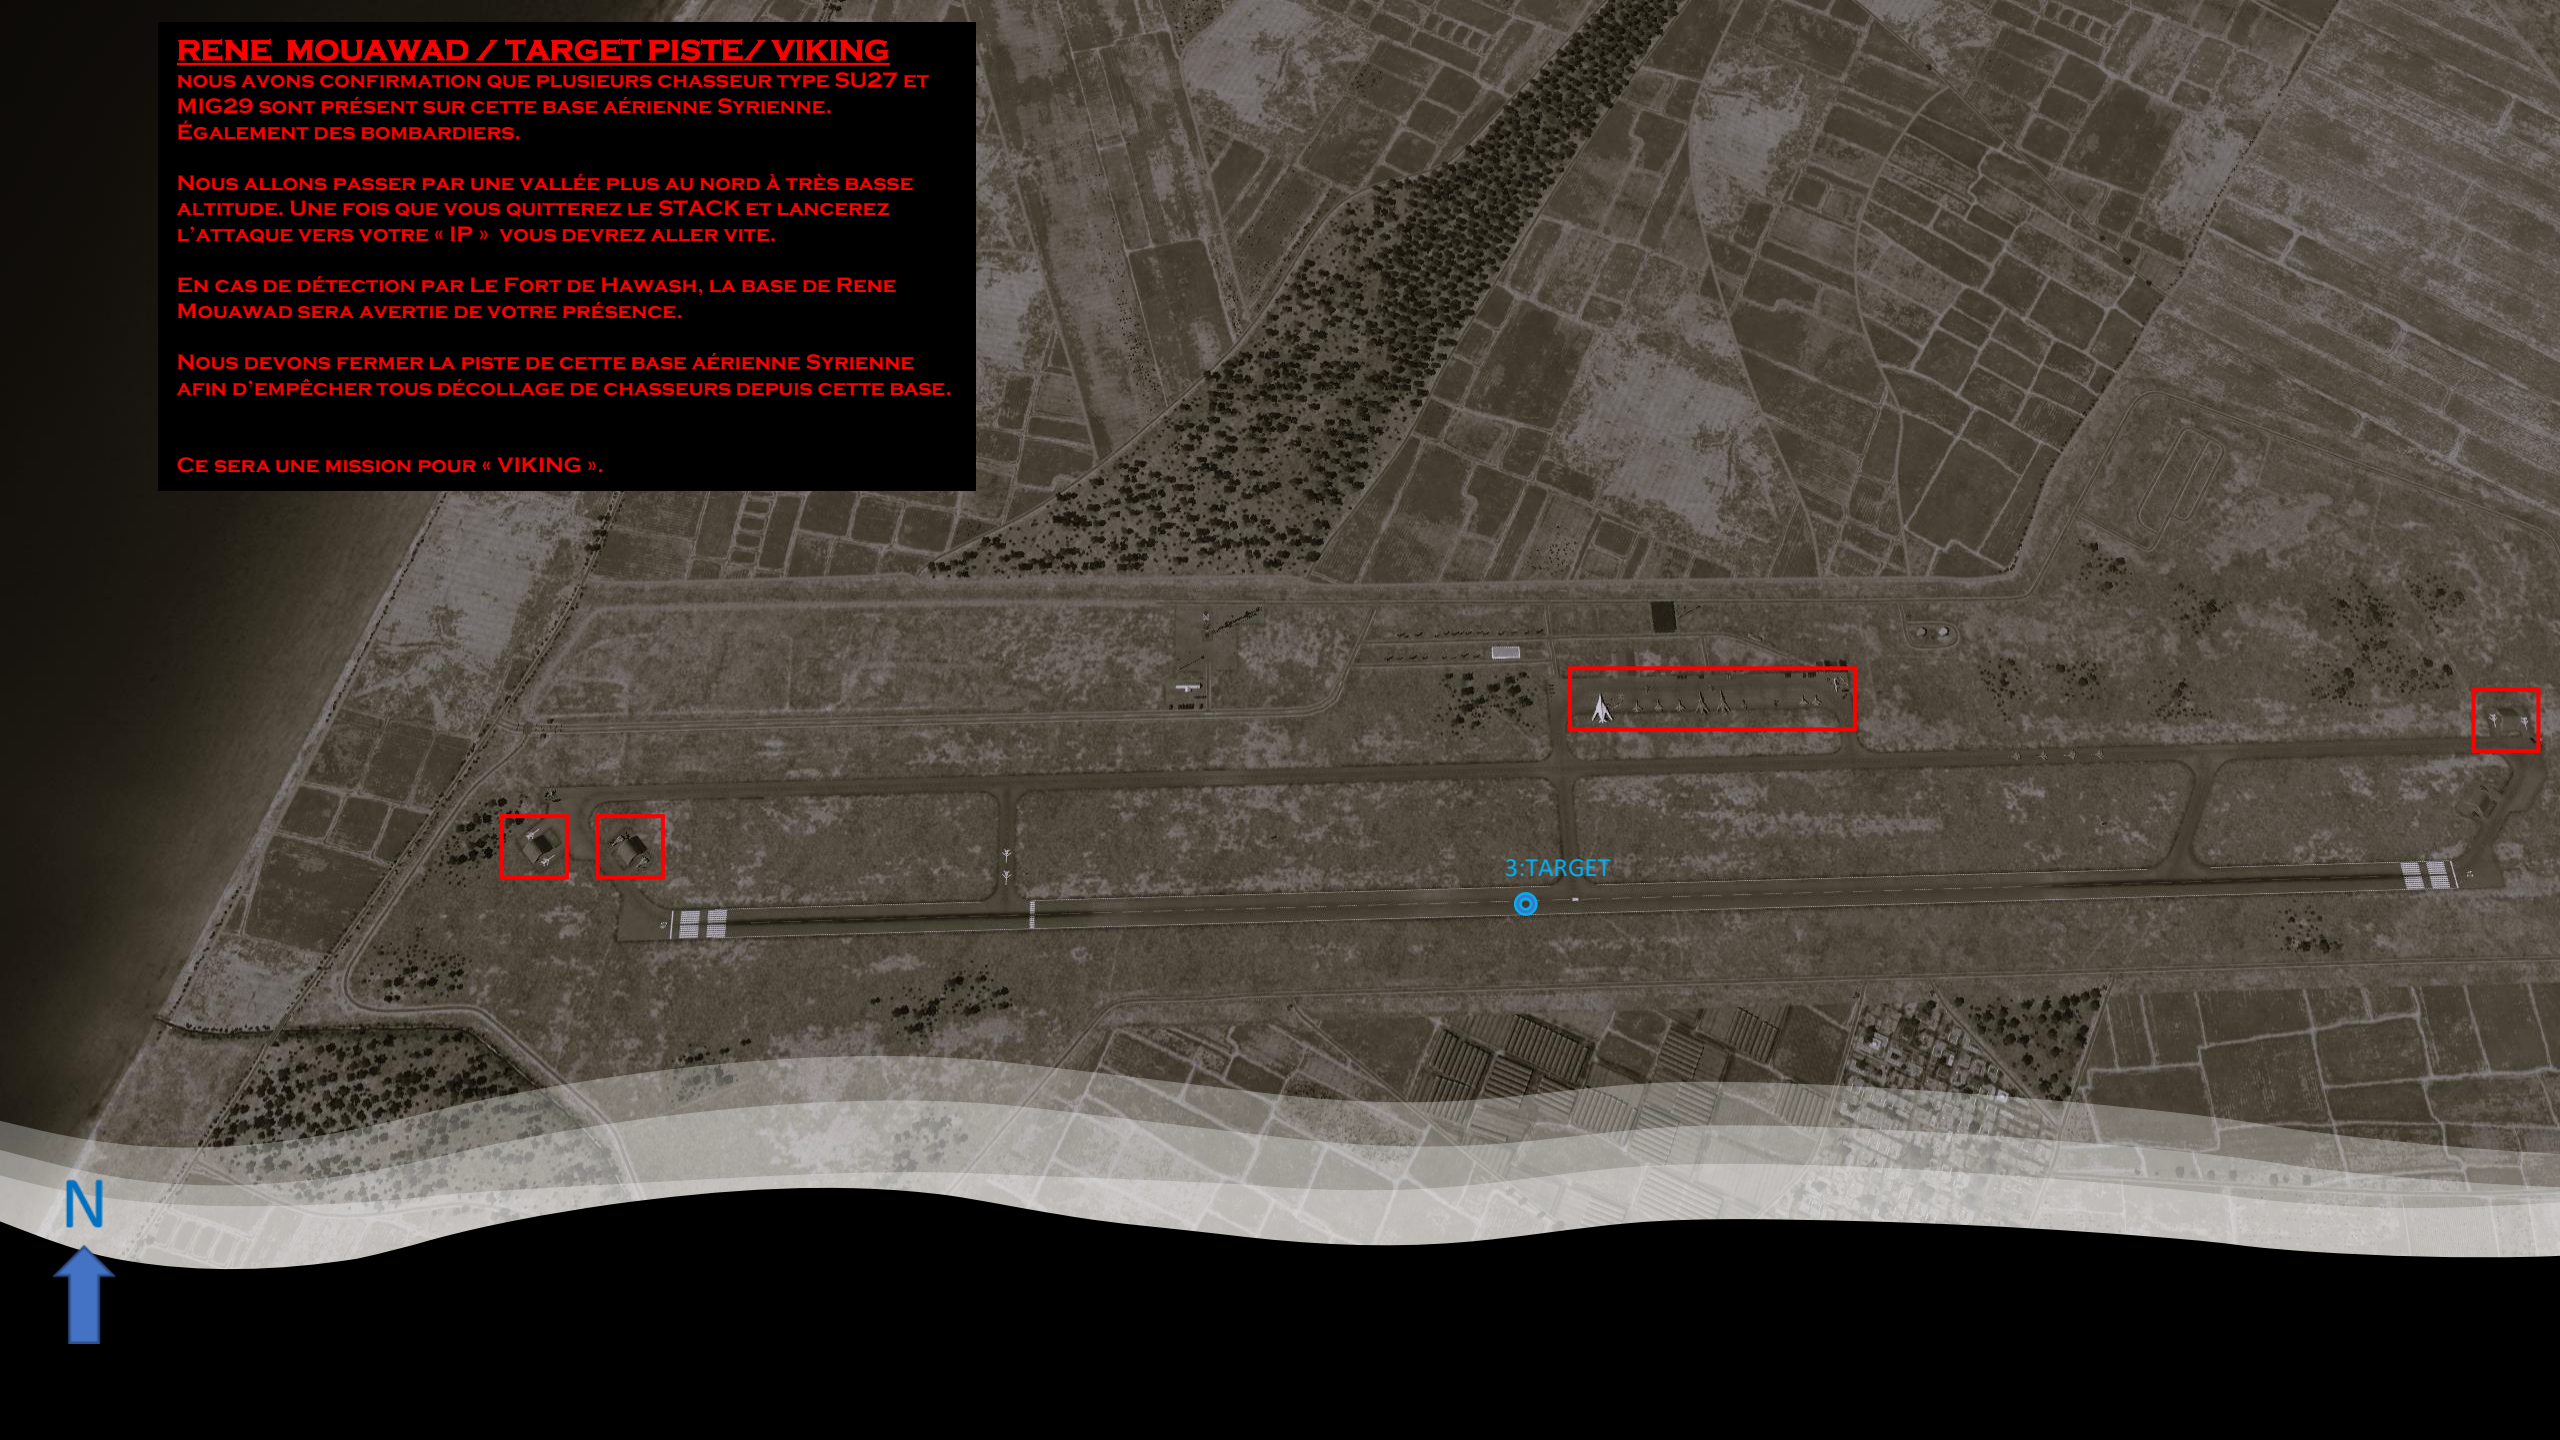 RENE MOUAWAD / TARGET PISTE/ VIKING
NOUS AVONS CONFIRMATION QUE PLUSIEURS CHASSEUR TYPE SU27 ET
MIG29 SONT PRÉSENT SUR CETTE BASE AÉRIENNE SYRIENNE.
ÉGALEMENT DES BOMBARDIERS.
NOUS ALLONS PASSER PAR UNE VALLÉE PLUS AU NORD À TRÈS BASSE
ALTITUDE. UNE FOIS QUE VOUS QUITTEREZ LE STACK ET LANCEREZ
L'ATTAQUE VERS VOTRE « IP » VOUS DEVREZ ALLER VITE.
EN CAS DE DÉTECTION PAR LE FORT DE HAWASH, LA BASE DE RENE
MOUAWAD SERA AVERTIE DE VOTRE PRÉSENCE.
NOUS DEVONS FERMER LA PISTE DE CETTE BASE AÉRIENNE SYRIENNE
AFIN D'EMPÊCHER TOUS DÉCOLLAGE DE CHASSEURS DEPUIS CETTE BASE.
CE SERA UNE MISSION POUR « VIKING ».
3:TARGET
N